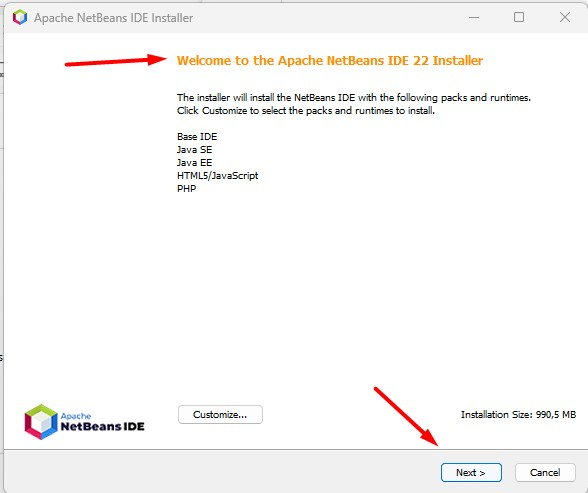 Apache NetBeans IDE Installer
Welcome to the Apache NetBeans IDE 22 Installer
The installer will install the NetBeans IDE with the following packs and runtimes.
Click Customize to select the packs and runtimes to install.
Base IDE
Java SE
Java EE
HTML5/JavaScript
PHP
Apache
NetBeans IDE
Customize...
Installation Size: 990,5 MB
Next >
Cancel